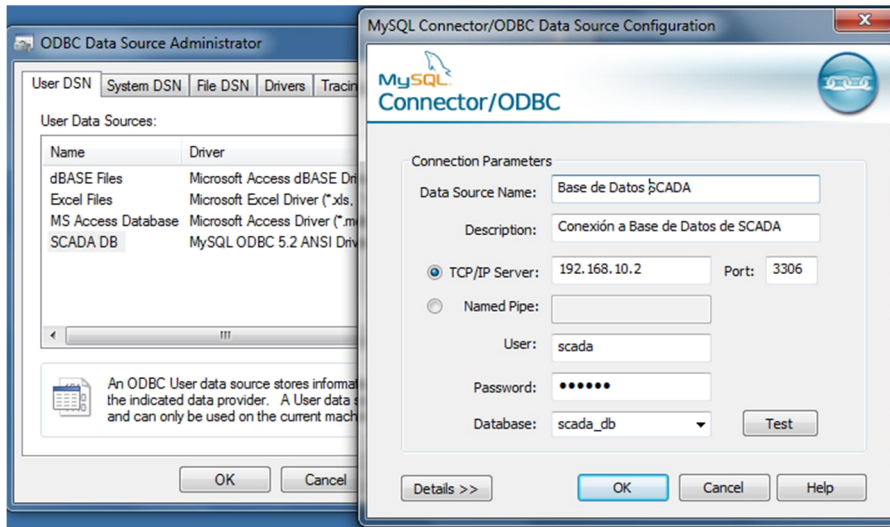 ODBC Data Source Administrator
User DSN System DSN File DSN Drivers Tracin
User Data Sources:
Name Driver
dBASE Files Microsoft Access dBASE Dri
Excel Files Microsoft Excel Driver (*.xls,
MS Access Database Microsoft Access Driver (*.m
SCADA DB MySQL ODBC 5.2 ANSI Driv
An ODBC User data source stores informat
the indicated data provider. A User data s
and can only be used on the current mach
OK Cancel
MySQL Connector/ODBC Data Source Configuration
MySQL
Connector/ODBC
Connection Parameters
Data Source Name: Base de Datos SCADA
Description: Conexión a Base de Datos de SCADA
TCP/IP Server: 192.168.10.2 Port: 3306
Named Pipe:
User: scada
Password: ••••••
Database: scada_db Test
Details >> OK Cancel Help